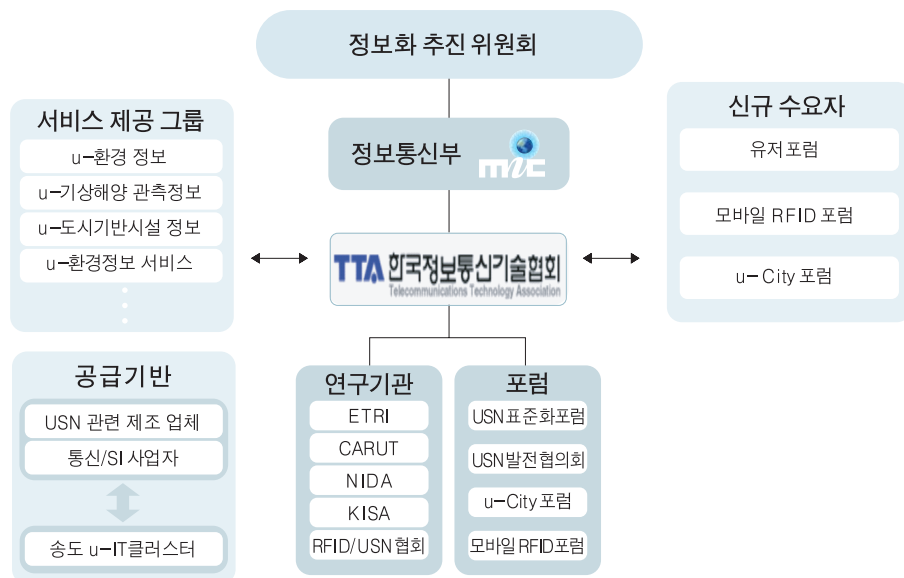 정보화 추진 위원회
서비스 제공 그룹
u-환경 정보
u-기상해양 관측정보
u-도시기반시설 정보
u-환경정보 서비스
정보통신부 mic
신규 수요자
유저포럼
모바일 RFID 포럼
u-City 포럼
TTA 한국정보통신기술협회
Telecommunications Technology Association
공급기반
USN 관련 제조 업체
통신/SI 사업자
송도 u-IT클러스터
연구기관
ETRI
CARUT
NIDA
KISA
RFID/USN 협회
포럼
USN표준화포럼
USN발전협의회
u-City포럼
모바일RFID포럼